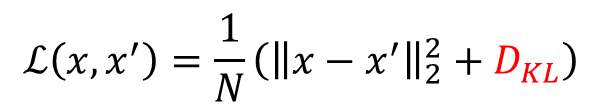 ℒ(x, x′) = 1/N (‖x − x′‖₂² + D_KL)